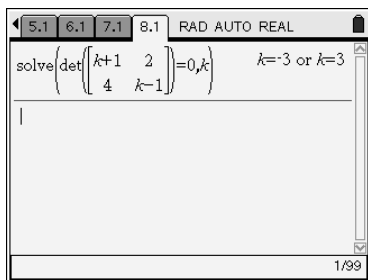 5.1 6.1 7.1 8.1 RAD AUTO REAL
solve(det([k+1 2
4 k−1])=0,k) k=-3 or k=3
1/99